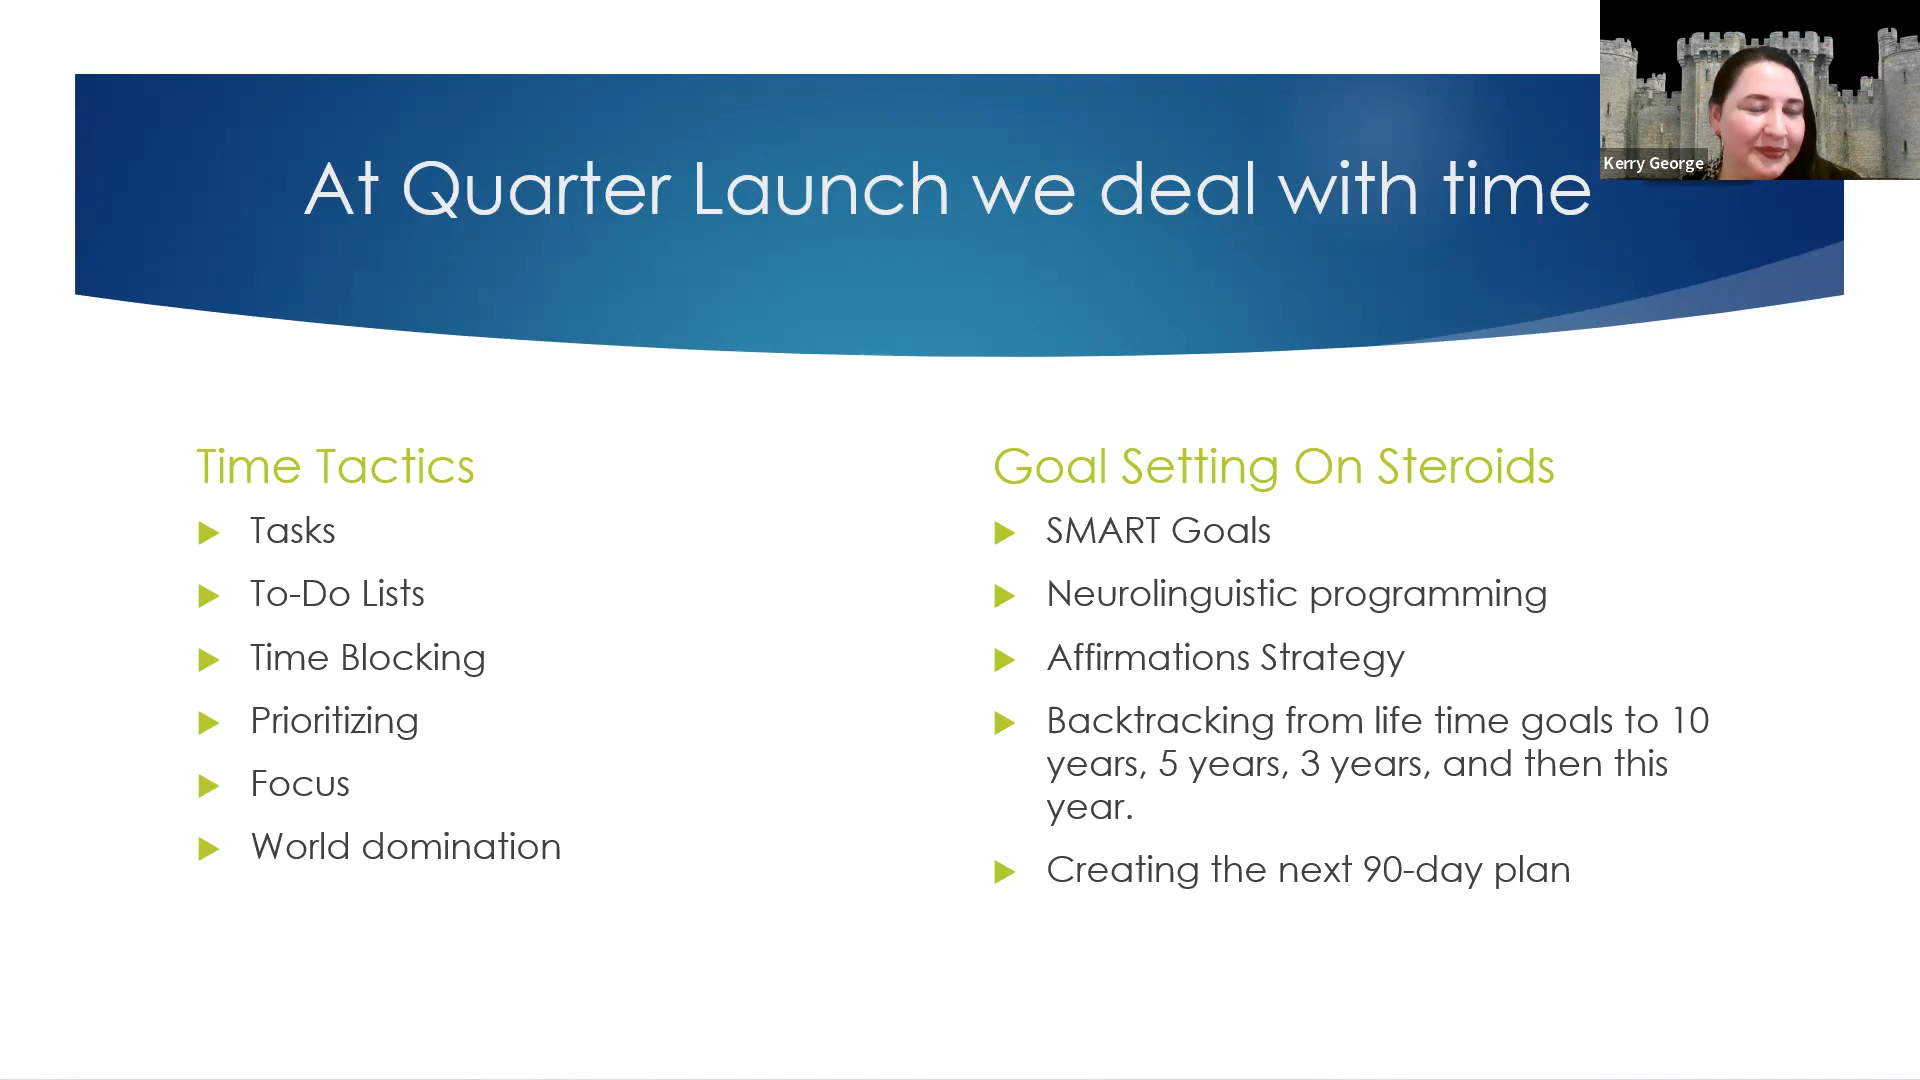 At Quarter Launch we deal with time
Kerry George
Time Tactics
Tasks
To-Do Lists
Time Blocking
Prioritizing
Focus
World domination
Goal Setting On Steroids
SMART Goals
Neurolinguistic programming
Affirmations Strategy
Backtracking from life time goals to 10
years, 5 years, 3 years, and then this
year.
Creating the next 90-day plan